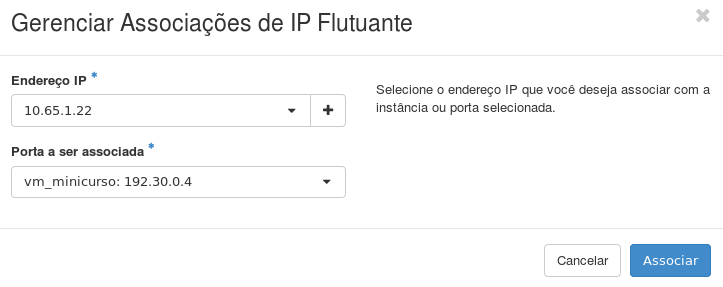 Gerenciar Associações de IP Flutuante
Endereço IP *
10.65.1.22
Selecione o endereço IP que você deseja associar com a
instância ou porta selecionada.
Porta a ser associada *
vm_minicurso: 192.30.0.4
Cancelar
Associar